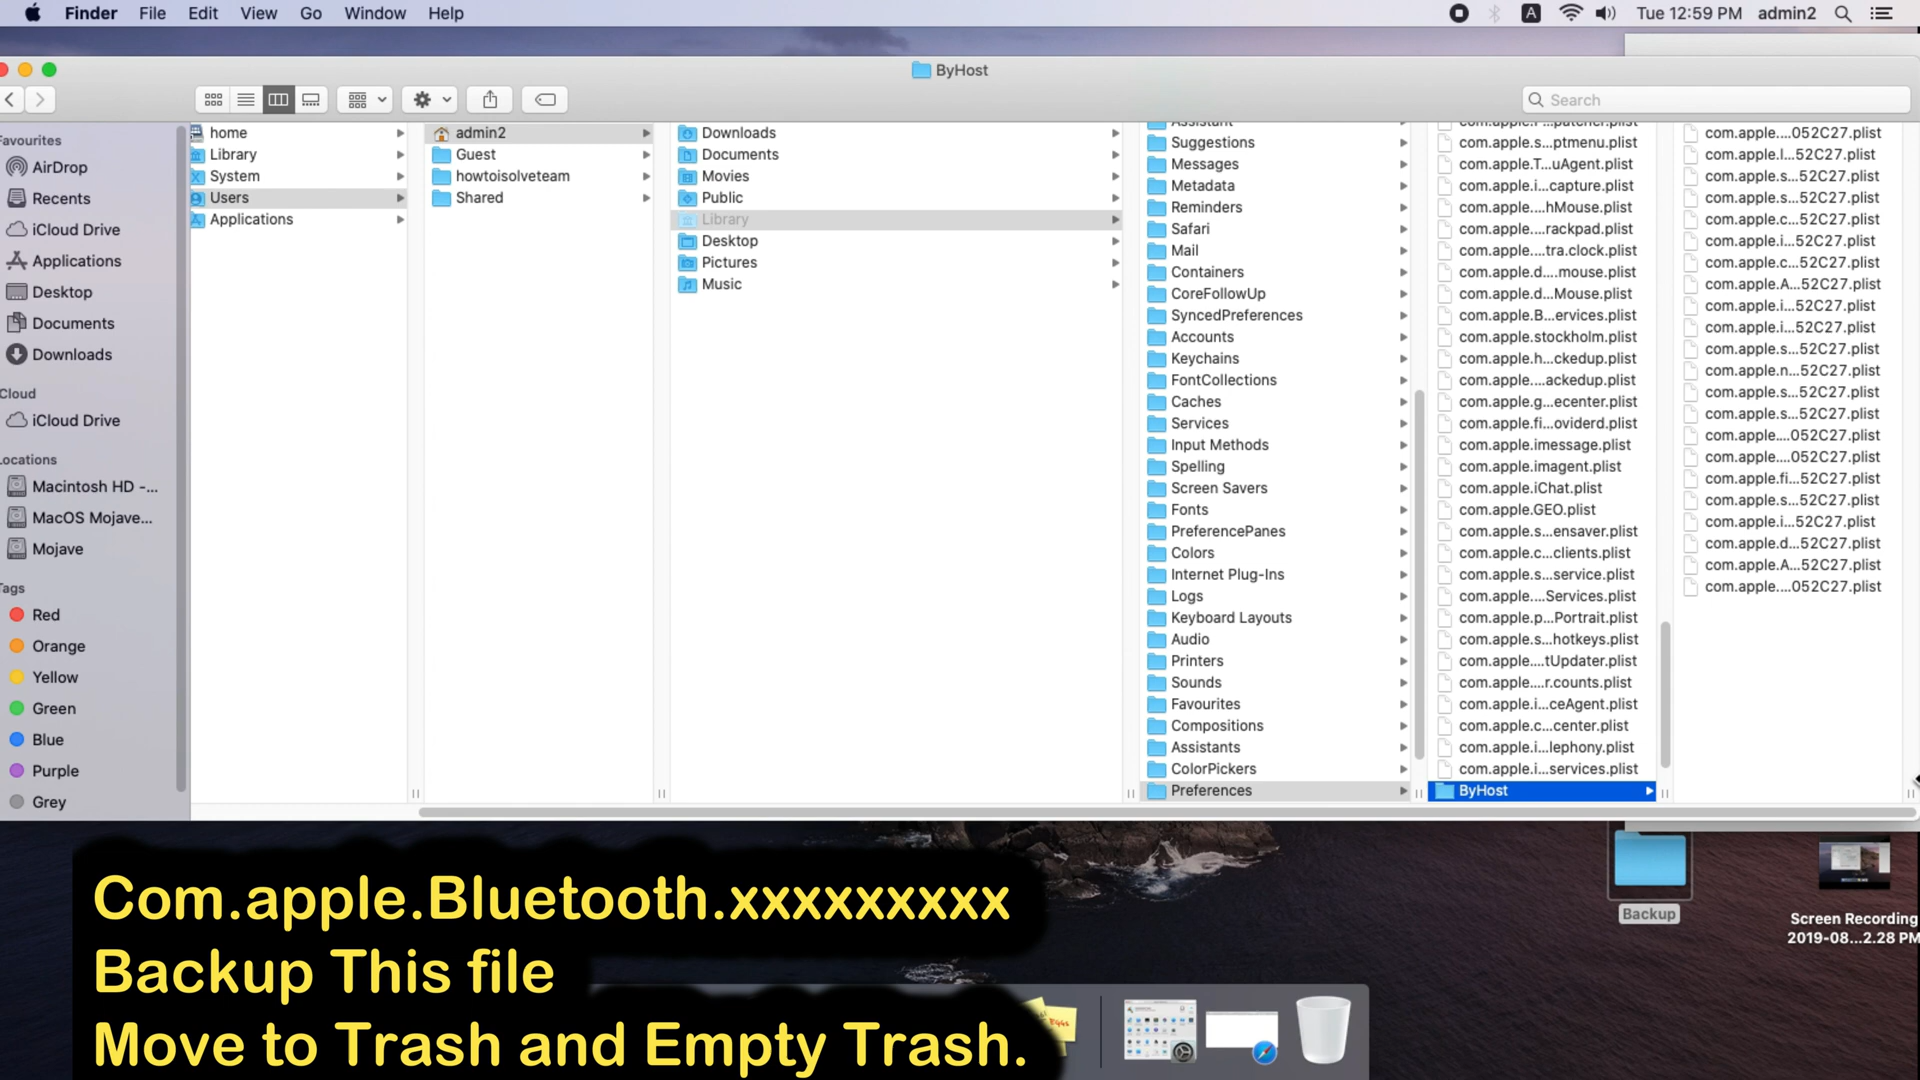 Finder File Edit View Go Window Help
A Tue 12:59 PM admin2
ByHost
Search
Favourites
AirDrop
Recents
iCloud Drive
Applications
Desktop
Documents
Downloads
Cloud
iCloud Drive
Locations
Macintosh HD -...
MacOS Mojave...
Mojave
Tags
Red
Orange
Yellow
Green
Blue
Purple
Grey
home
Library
System
Users
Applications
admin2
Guest
howtoisolveteam
Shared
Downloads
Documents
Movies
Public
Library
Desktop
Pictures
Music
Assistant
Suggestions
Messages
Metadata
Reminders
Safari
Mail
Containers
CoreFollowUp
SyncedPreferences
Accounts
Keychains
FontCollections
Caches
Services
Input Methods
Spelling
Screen Savers
Fonts
PreferencePanes
Colors
Internet Plug-Ins
Logs
Keyboard Layouts
Audio
Printers
Sounds
Favourites
Compositions
Assistants
ColorPickers
Preferences
com.apple.s...ptmenu.plist
com.apple.T...uAgent.plist
com.apple.i...capture.plist
com.apple....hMouse.plist
com.apple....rackpad.plist
com.apple....tra.clock.plist
com.apple.d....mouse.plist
com.apple.d...Mouse.plist
com.apple.B...ervices.plist
com.apple.stockholm.plist
com.apple.h...ckedup.plist
com.apple....ackedup.plist
com.apple.g...ecenter.plist
com.apple.fi...oviderd.plist
com.apple.imessage.plist
com.apple.imagent.plist
com.apple.iChat.plist
com.apple.GEO.plist
com.apple.s...ensaver.plist
com.apple.c...clients.plist
com.apple.s...service.plist
com.apple....Services.plist
com.apple.p...Portrait.plist
com.apple.s...hotkeys.plist
com.apple....tUpdater.plist
com.apple....r.counts.plist
com.apple.i...ceAgent.plist
com.apple.c...center.plist
com.apple.i...lephony.plist
com.apple.i...services.plist
ByHost
com.apple....052C27.plist
com.apple.l...52C27.plist
com.apple.s...52C27.plist
com.apple.s...52C27.plist
com.apple.c...52C27.plist
com.apple.i...52C27.plist
com.apple.c...52C27.plist
com.apple.A...52C27.plist
com.apple.i...52C27.plist
com.apple.i...52C27.plist
com.apple.s...52C27.plist
com.apple.n...52C27.plist
com.apple.s...52C27.plist
com.apple.s...52C27.plist
com.apple....052C27.plist
com.apple....052C27.plist
com.apple.fi...52C27.plist
com.apple.s...52C27.plist
com.apple.i...52C27.plist
com.apple.d...52C27.plist
com.apple.A...52C27.plist
com.apple....052C27.plist
Backup
Screen Recording
2019-08...2.28 PM
Com.apple.Bluetooth.xxxxxxxxx
Backup This file
Move to Trash and Empty Trash.